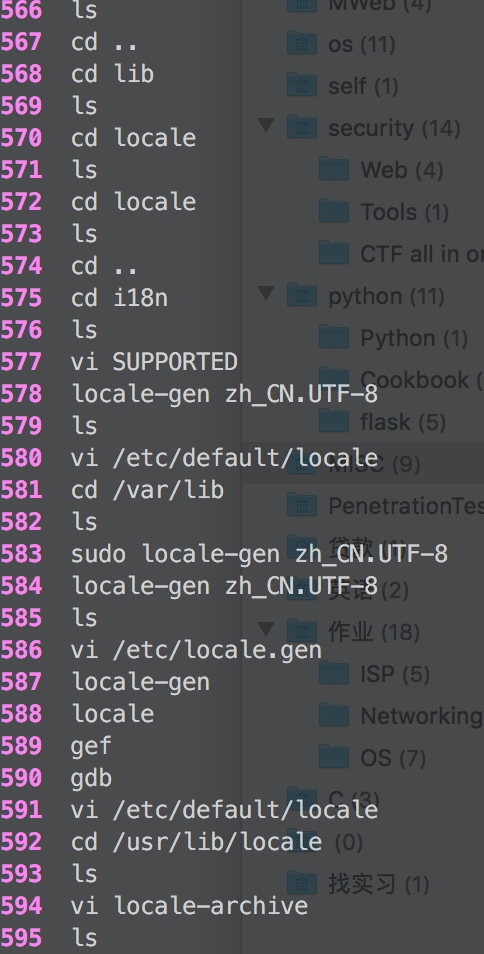 566 ls
567 cd ..
568 cd lib
569 ls
570 cd locale
571 ls
572 cd locale
573 ls
574 cd ..
575 cd i18n
576 ls
577 vi SUPPORTED
578 locale-gen zh_CN.UTF-8
579 ls
580 vi /etc/default/locale
581 cd /var/lib
582 ls
583 sudo locale-gen zh_CN.UTF-8
584 locale-gen zh_CN.UTF-8
585 ls
586 vi /etc/locale.gen
587 locale-gen
588 locale
589 gef
590 gdb
591 vi /etc/default/locale
592 cd /usr/lib/locale
593 ls
594 vi locale-archive
595 ls
MWeb (4)
os (11)
self (1)
security (14)
Web (4)
Tools (1)
CTF all in
python (11)
Python (1)
Cookbook
flask (5)
MISC (9)
PenetrationTes
贷款 (1)
英语 (2)
作业 (18)
ISP (5)
Networking
OS (7)
C (3)
(0)
找实习 (1)